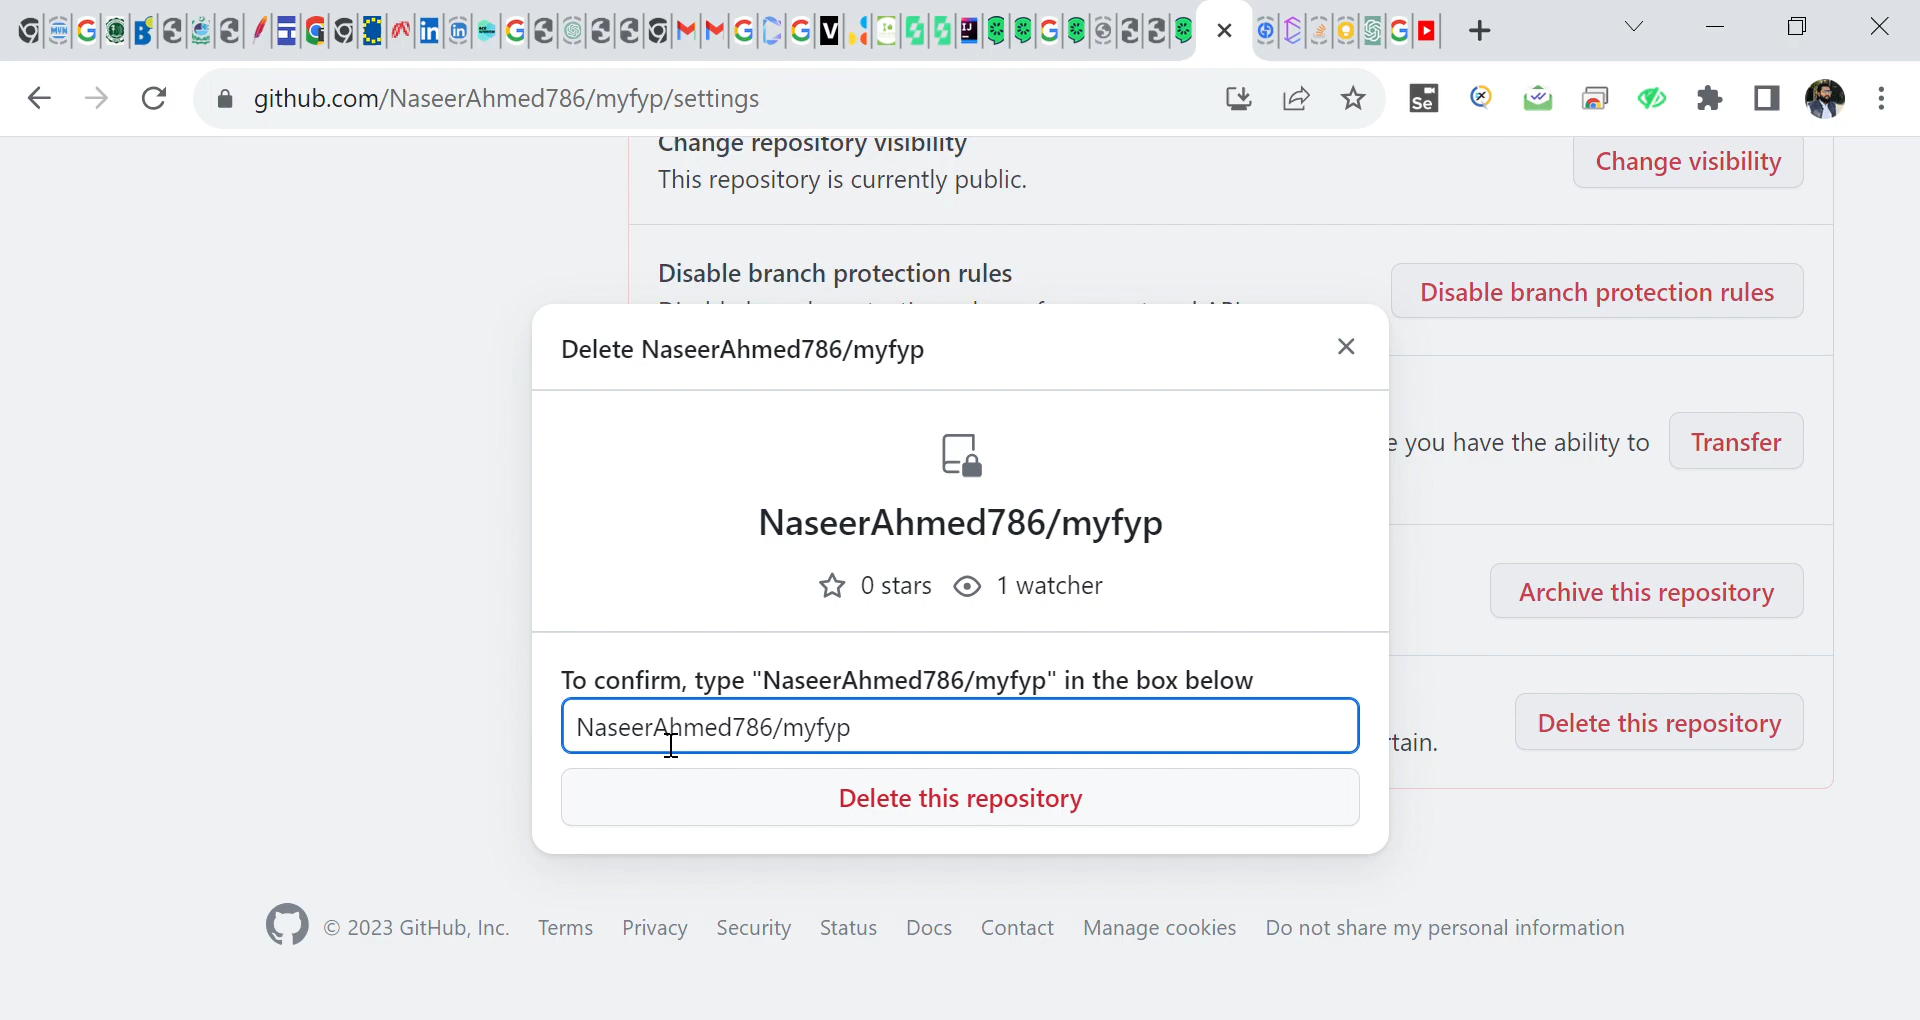 github.com/NaseerAhmed786/myfyp/settings
Se
Change repository visibility
This repository is currently public.
Change visibility
Disable branch protection rules
Disable branch protection rules
Delete NaseerAhmed786/myfyp
e you have the ability to
Transfer
NaseerAhmed786/myfyp
0 stars 1 watcher
Archive this repository
To confirm, type "NaseerAhmed786/myfyp" in the box below
NaseerAhmed786/myfyp
tain.
Delete this repository
Delete this repository
© 2023 GitHub, Inc. Terms Privacy Security Status Docs Contact Manage cookies Do not share my personal information